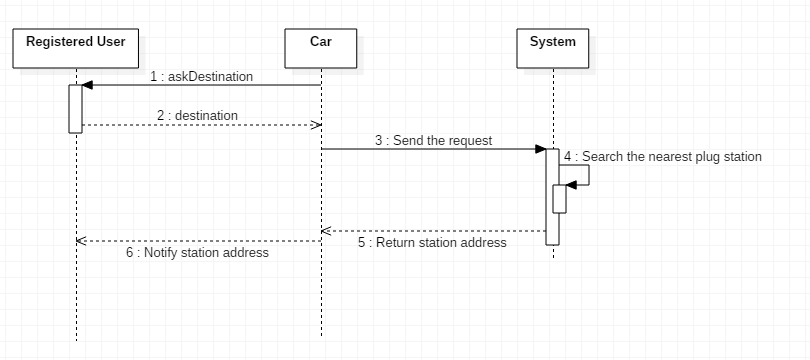 Registered User
Car
System
1 : askDestination
2 : destination
3 : Send the request
4 : Search the nearest plug station
5 : Return station address
6 : Notify station address